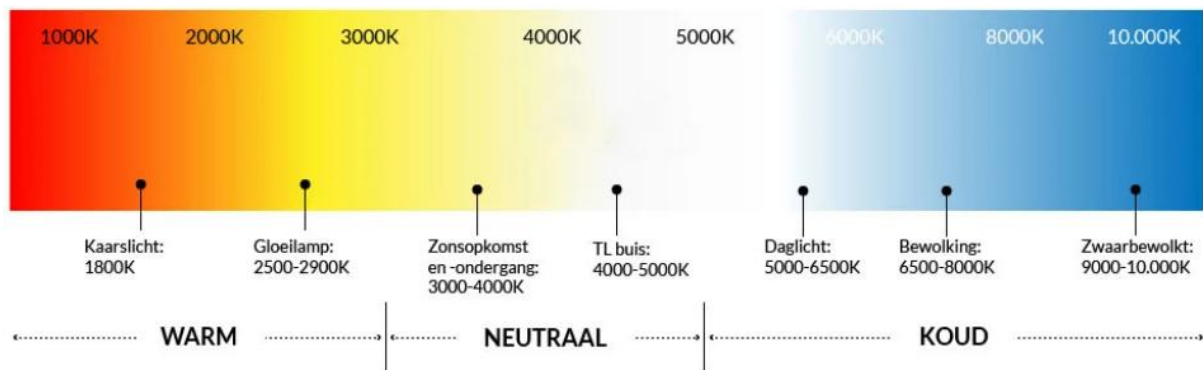 1000K 2000K 3000K 4000K 5000K 6000K 8000K 10.000K
Kaarslicht:
1800K
Gloeilamp:
2500-2900K
Zonsopkomst
en -ondergang:
3000-4000K
TL buis:
4000-5000K
Daglicht:
5000-6500K
Bewolking:
6500-8000K
Zwaarbewolkt:
9000-10.000K
WARM NEUTRAAL KOUD